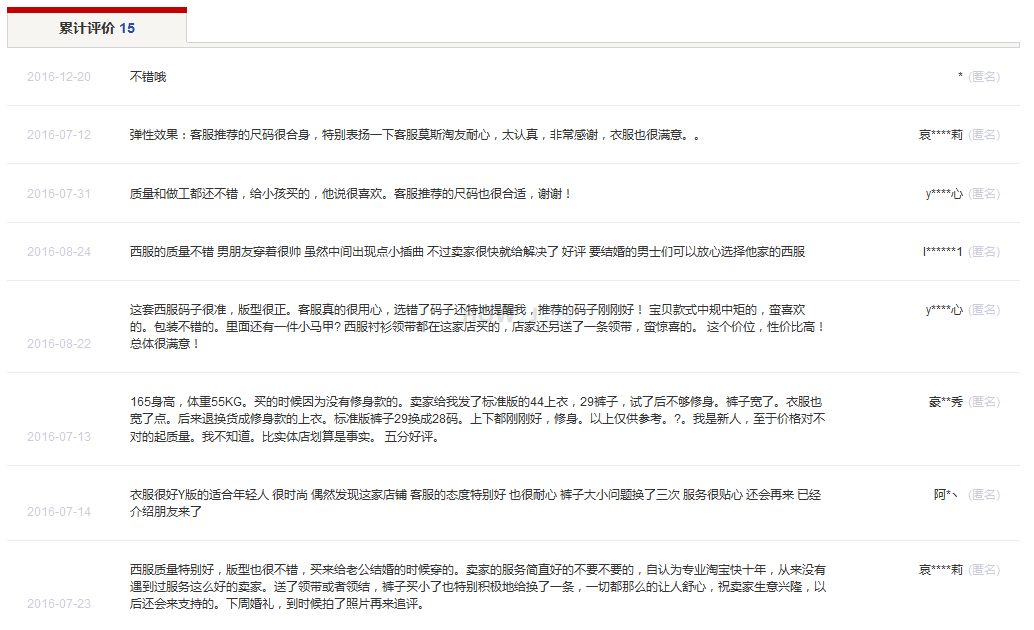 累计评价 15
2016-12-20 不错哦 * (匿名)
2016-07-12 弹性效果：客服推荐的尺码很合身，特别表扬一下客服莫斯淘友耐心，太认真，非常感谢，衣服也很满意。。 哀****莉 (匿名)
2016-07-31 质量和做工都还不错，给小孩买的，他说很喜欢。客服推荐的尺码也很合适，谢谢！ y****心 (匿名)
2016-08-24 西服的质量不错 男朋友穿着很帅 虽然中间出现点小插曲 不过卖家很快就给解决了 好评 要结婚的男士们可以放心选择他家的西服 l******1 (匿名)
这套西服码子很准，版型很正。客服真的很用心，选错了码子还特地提醒我，推荐的码子刚刚好！ 宝贝款式中规中矩的，蛮喜欢 y****心 (匿名)
的。包装不错的。里面还有一件小马甲? 西服衬衫领带都在这家店买的，店家还另送了一条领带，蛮惊喜的。 这个价位，性价比高！
2016-08-22 总体很满意！
165身高，体重55KG。买的时候因为没有修身款的。卖家给我发了标准版的44上衣，29裤子，试了后不够修身。裤子宽了。衣服也 豪**秀 (匿名)
宽了点。后来退换货成修身款的上衣。标准版裤子29换成28码。上下都刚刚好，修身。以上仅供参考。?。我是新人，至于价格对不
2016-07-13 对的起质量。我不知道。比实体店划算是事实。 五分好评。
衣服很好Y版的适合年轻人 很时尚 偶然发现这家店铺 客服的态度特别好 也很耐心 裤子大小问题换了三次 服务很贴心 还会再来 已经 阿*丶 (匿名)
2016-07-14 介绍朋友来了
西服质量特别好，版型也很不错，买来给老公结婚的时候穿的。卖家的服务简直好的不要不要的，自认为专业淘宝快十年，从来没有 哀****莉 (匿名)
遇到过服务这么好的卖家。送了领带或者领结，裤子买小了也特别积极地给换了一条，一切都那么的让人舒心，祝卖家生意兴隆，以
2016-07-23 后还会来支持的。下周婚礼，到时候拍了照片再来追评。